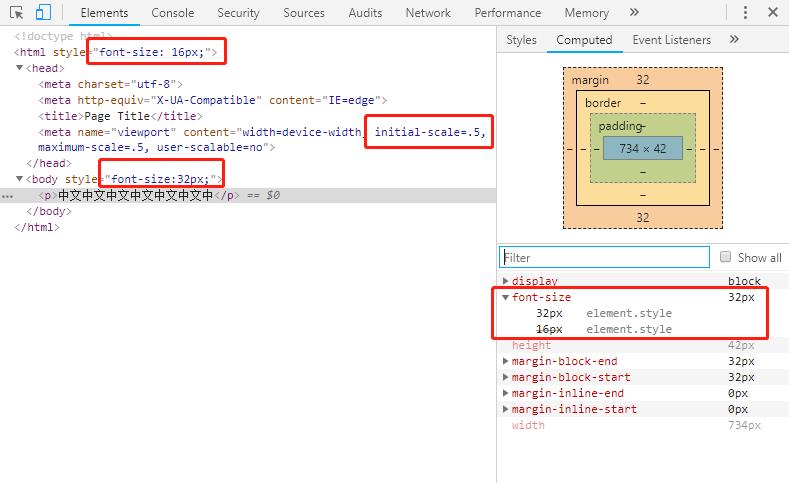 Elements Console Security Sources Audits Network Performance Memory »
<!doctype html>
<html style="font-size: 16px;">
<head>
<meta charset="utf-8">
<meta http-equiv="X-UA-Compatible" content="IE=edge">
<title>Page Title</title>
<meta name="viewport" content="width=device-width, initial-scale=.5,
maximum-scale=.5, user-scalable=no">
</head>
<body style="font-size:32px;">
<p>中文中文中文中文中文中文中</p> == $0
</body>
</html>
Styles Computed Event Listeners »
margin 32
border –
padding –
– – – 734 × 42 – – –
–
–
32
Filter Show all
display block
font-size 32px
32px element.style
16px element.style
height 42px
margin-block-end 32px
margin-block-start 32px
margin-inline-end 0px
margin-inline-start 0px
width 734px